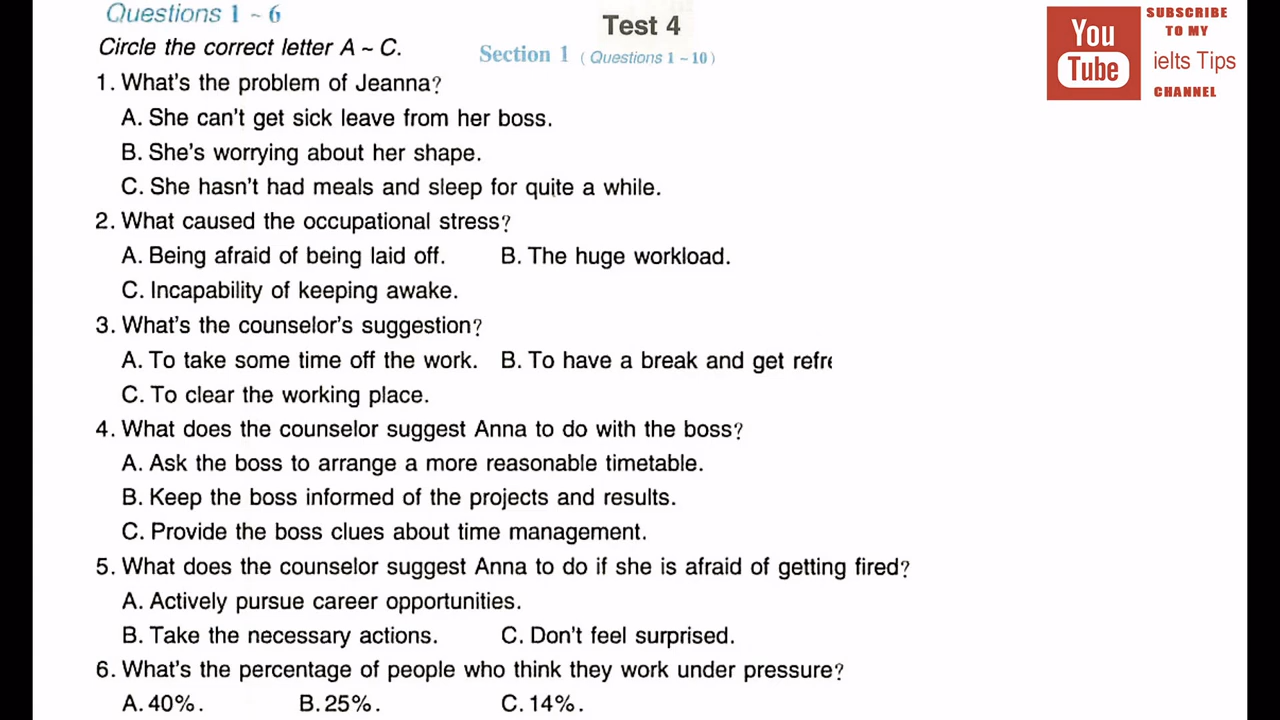 Questions 1 ~ 6
Test 4
Circle the correct letter A ~ C.
Section 1 ( Questions 1 ~ 10 )
1. What's the problem of Jeanna?
A. She can't get sick leave from her boss.
B. She's worrying about her shape.
C. She hasn't had meals and sleep for quite a while.
2. What caused the occupational stress?
A. Being afraid of being laid off. B. The huge workload.
C. Incapability of keeping awake.
3. What's the counselor's suggestion?
A. To take some time off the work. B. To have a break and get
C. To clear the working place.
4. What does the counselor suggest Anna to do with the boss?
A. Ask the boss to arrange a more reasonable timetable.
B. Keep the boss informed of the projects and results.
C. Provide the boss clues about time management.
5. What does the counselor suggest Anna to do if she is afraid of getting fired?
A. Actively pursue career opportunities.
B. Take the necessary actions. C. Don't feel surprised.
6. What's the percentage of people who think they work under pressure?
A. 40%. B. 25%. C. 14%.
You
Tube
SUBSCRIBE
TO MY
ielts Tips
CHANNEL